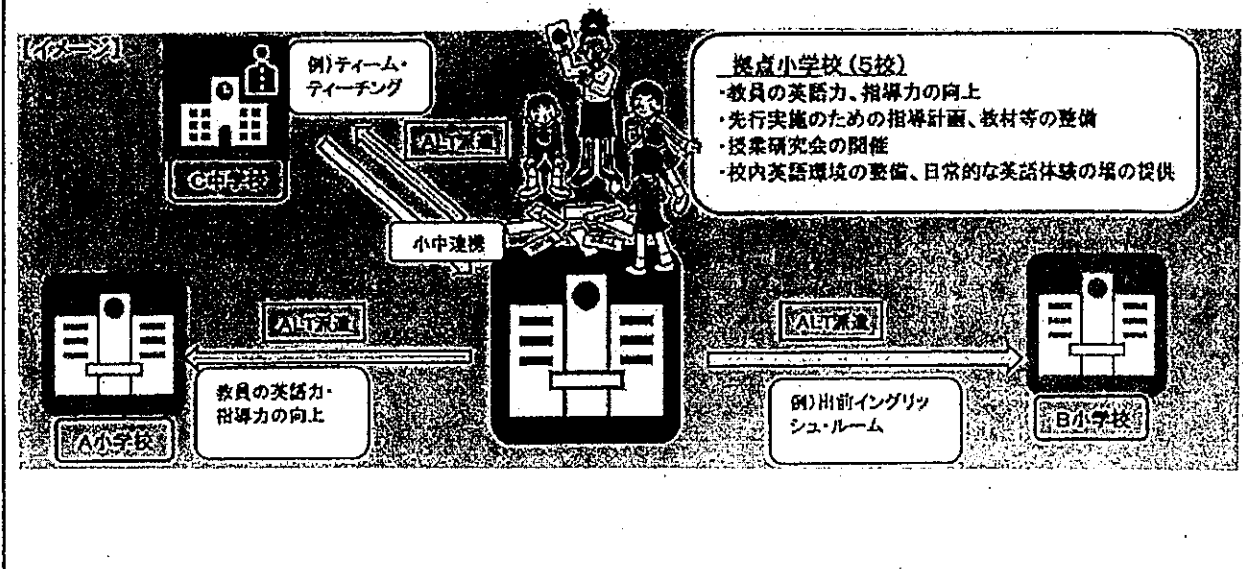 【イメージ】
例)ティーム・
ティーチング
拠点小学校(5校)
・教員の英語力、指導力の向上
・先行実施のための指導計画、教材等の整備
・授業研究会の開催
・校内英語環境の整備、日常的な英語体験の場の提供
ALT派遣
C中学校
小中連携
ALT派遣
ALT派遣
教員の英語力・
指導力の向上
例)出前イングリッ
シュ・ルーム
A小学校
B小学校